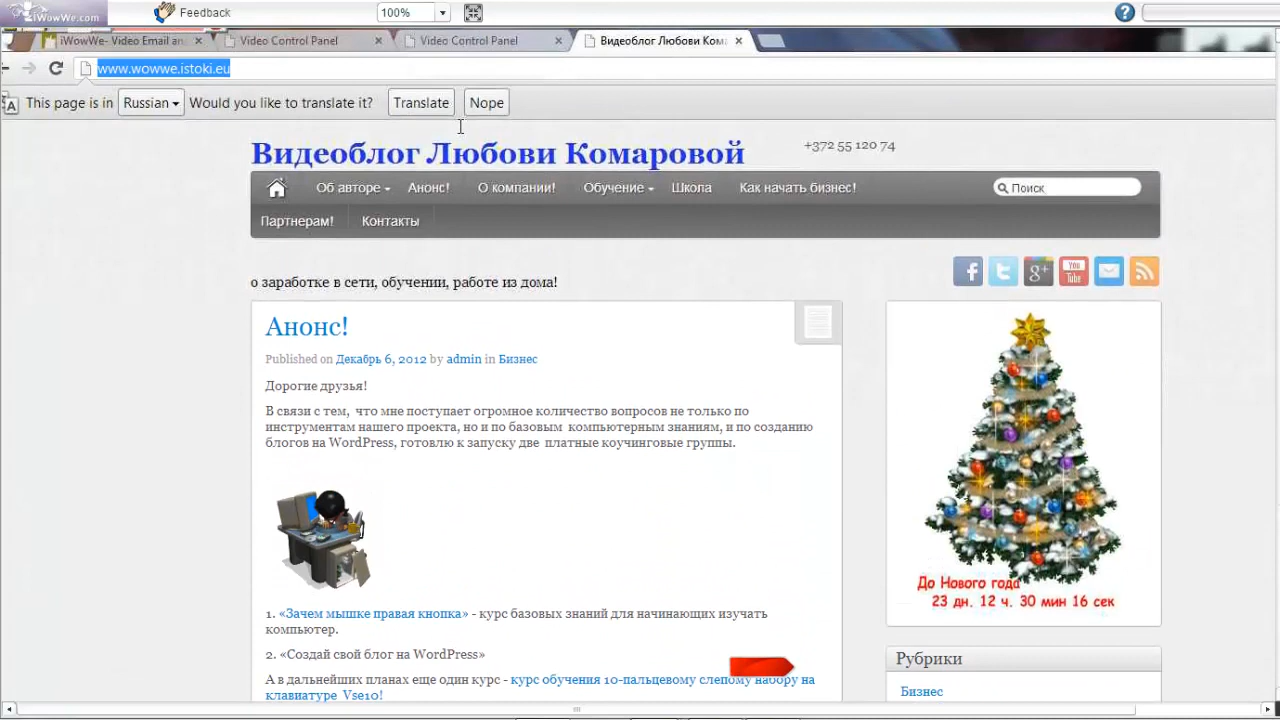 iWowWe.com
Feedback
100%
?
iWowWe- Video Email an
Video Control Panel
Video Control Panel
Видеоблог Любови Кома
www.wowwe.istoki.eu
This page is in
Russian
Would you like to translate it?
Translate
Nope
Видеоблог Любови Комаровой
+372 55 120 74
Об авторе
Анонс!
О компании!
Обучение
Школа
Как начать бизнес!
Поиск
Партнерам!
Контакты
о заработке в сети, обучении, работе из дома!
Анонс!
Published on Декабрь 6, 2012 by admin in Бизнес
Дорогие друзья!
В связи с тем, что мне поступает огромное количество вопросов не только по
инструментам нашего проекта, но и по базовым компьютерным знаниям, и по созданию
блогов на WordPress, готовлю к запуску две платные коучинговые группы.
1. «Зачем мышке правая кнопка» - курс базовых знаний для начинающих изучать
компьютер.
2. «Создай свой блог на WordPress»
А в дальнейших планах еще один курс - курс обучения 10-пальцевому слепому набору на
клавиатуре Vse10!
You
Tube
До Нового года
23 дн. 12 ч. 30 мин 16 сек
Рубрики
Бизнес